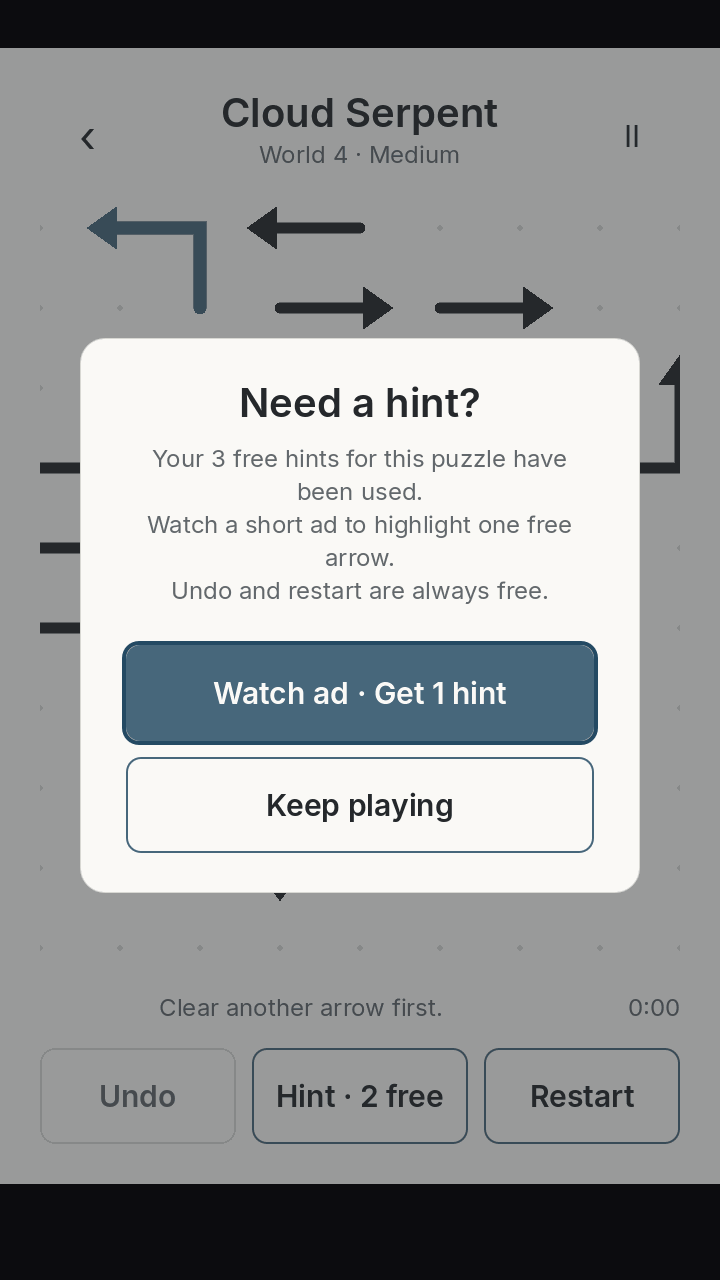 ‹
Cloud Serpent
World 4 · Medium
II
Need a hint?
Your 3 free hints for this puzzle have
been used.
Watch a short ad to highlight one free
arrow.
Undo and restart are always free.
Watch ad · Get 1 hint
Keep playing
Clear another arrow first.
0:00
Undo
Hint · 2 free
Restart